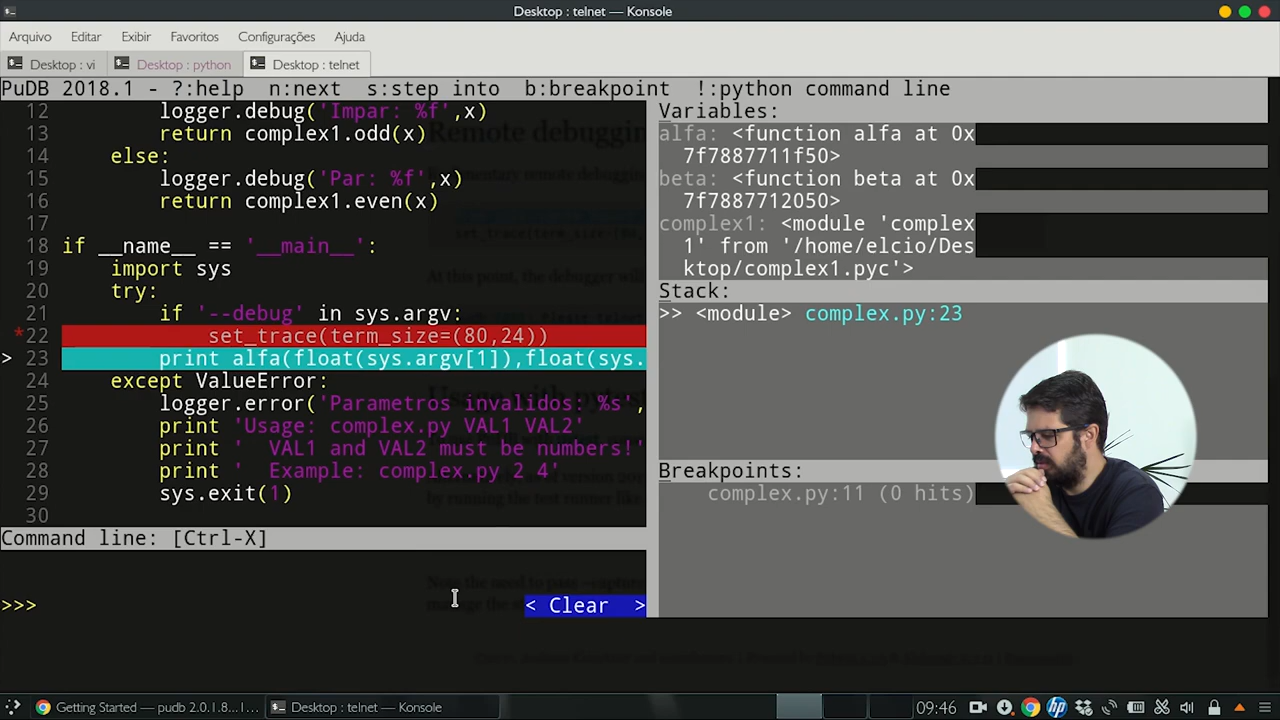 Desktop : telnet — Konsole
Arquivo Editar Exibir Favoritos Configurações Ajuda
Desktop : vi Desktop : python Desktop : telnet
PuDB 2018.1 - ?:help n:next s:step into b:breakpoint !:python command line
12 logger.debug('Impar: %f',x)
13 return complex1.odd(x)
14 else:
15 logger.debug('Par: %f',x)
16 return complex1.even(x)
17
18 if __name__ == '__main__':
19 import sys
20 try:
21 if '--debug' in sys.argv:
*22 set_trace(term_size=(80,24))
> 23 print alfa(float(sys.argv[1]),float(sys.
24 except ValueError:
25 logger.error('Parametros invalidos: %s',
26 print 'Usage: complex.py VAL1 VAL2'
27 print '  VAL1 and VAL2 must be numbers!'
28 print '  Example: complex.py 2 4'
29 sys.exit(1)
30
Command line: [Ctrl-X]
>>> < Clear >
Variables:
alfa: <function alfa at 0x
7f7887711f50>
beta: <function beta at 0x
7f7887712050>
complex1: <module 'complex
1' from '/home/elcio/Des
ktop/complex1.pyc'>
Stack:
>> <module> complex.py:23
Breakpoints:
complex.py:11 (0 hits)
Getting Started — pudb 2.0.1.8...1... Desktop : telnet — Konsole 09:46